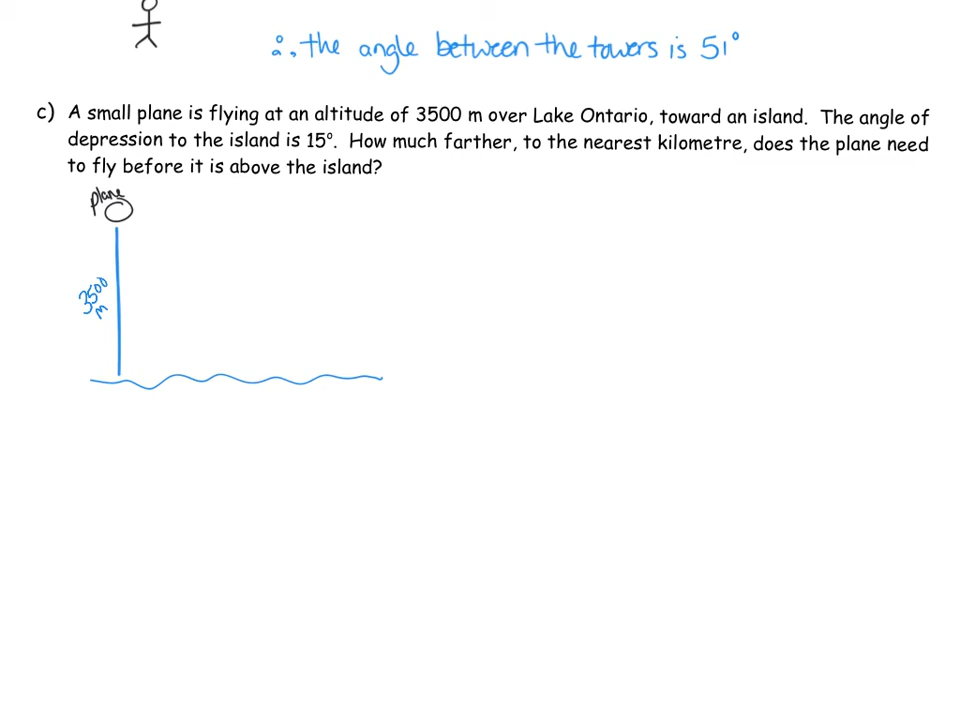 ∴ the angle between the towers is 51°
c) A small plane is flying at an altitude of 3500 m over Lake Ontario, toward an island. The angle of
depression to the island is 15°. How much farther, to the nearest kilometre, does the plane need
to fly before it is above the island?
plane
3500
m